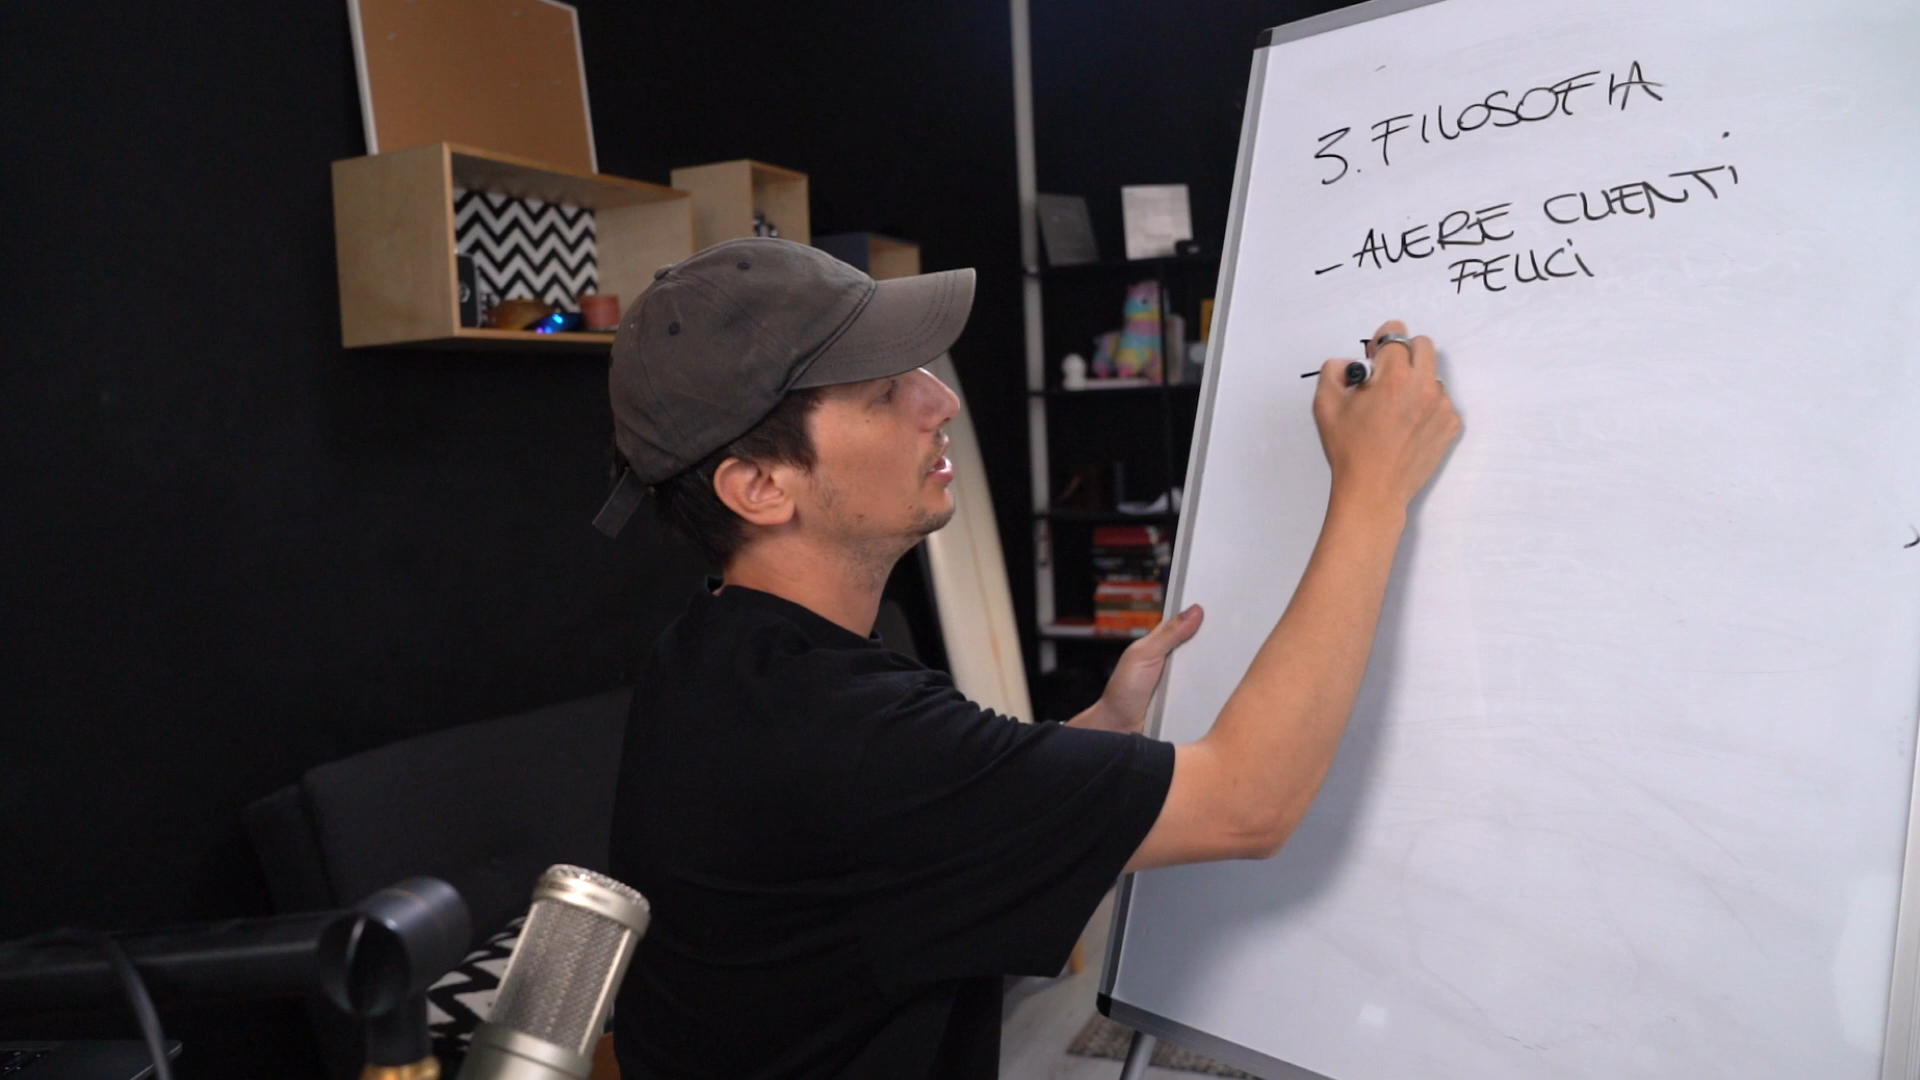 3. FILOSOFIA
- AVERE CLIENTI
FELICI
-